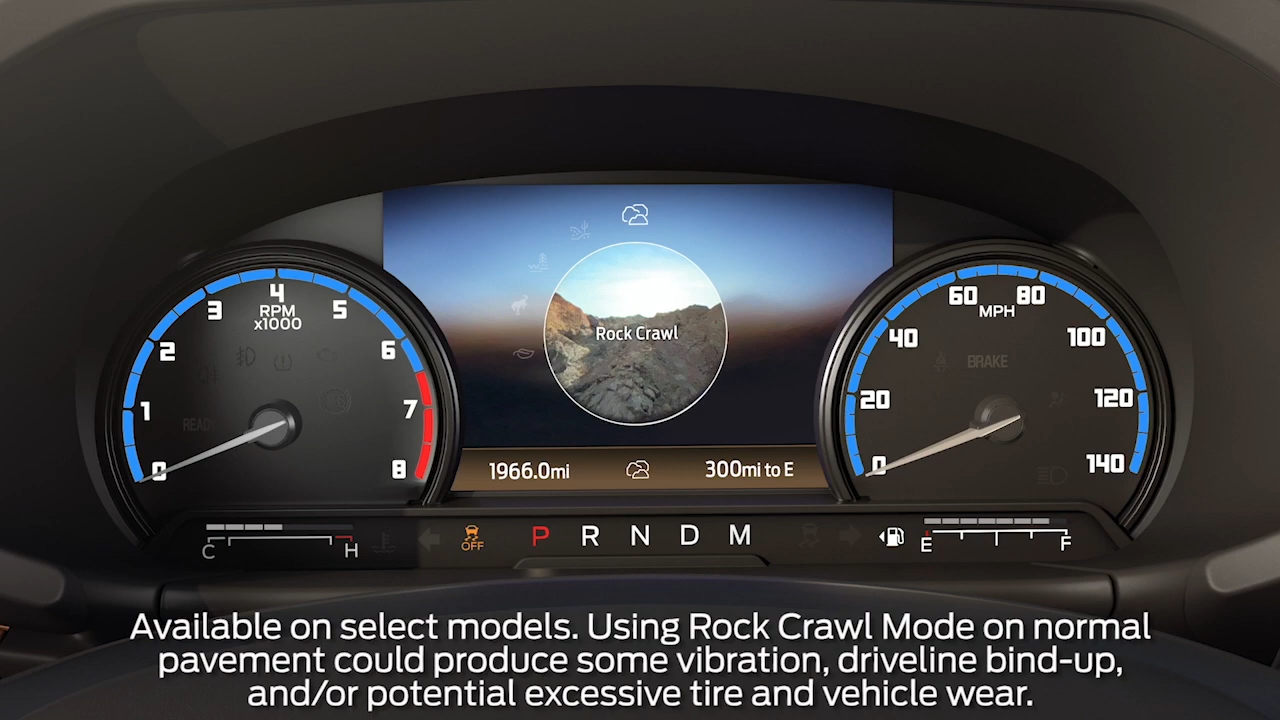 4
3
5
RPM
x1000
2
6
1
7
READY
0
8
Rock Crawl
1966.0mi
300mi to E
60
80
MPH
40
100
BRAKE
20
120
0
140
C
H
OFF
P R N D M
E
F
Available on select models. Using Rock Crawl Mode on normal
pavement could produce some vibration, driveline bind-up,
and/or potential excessive tire and vehicle wear.